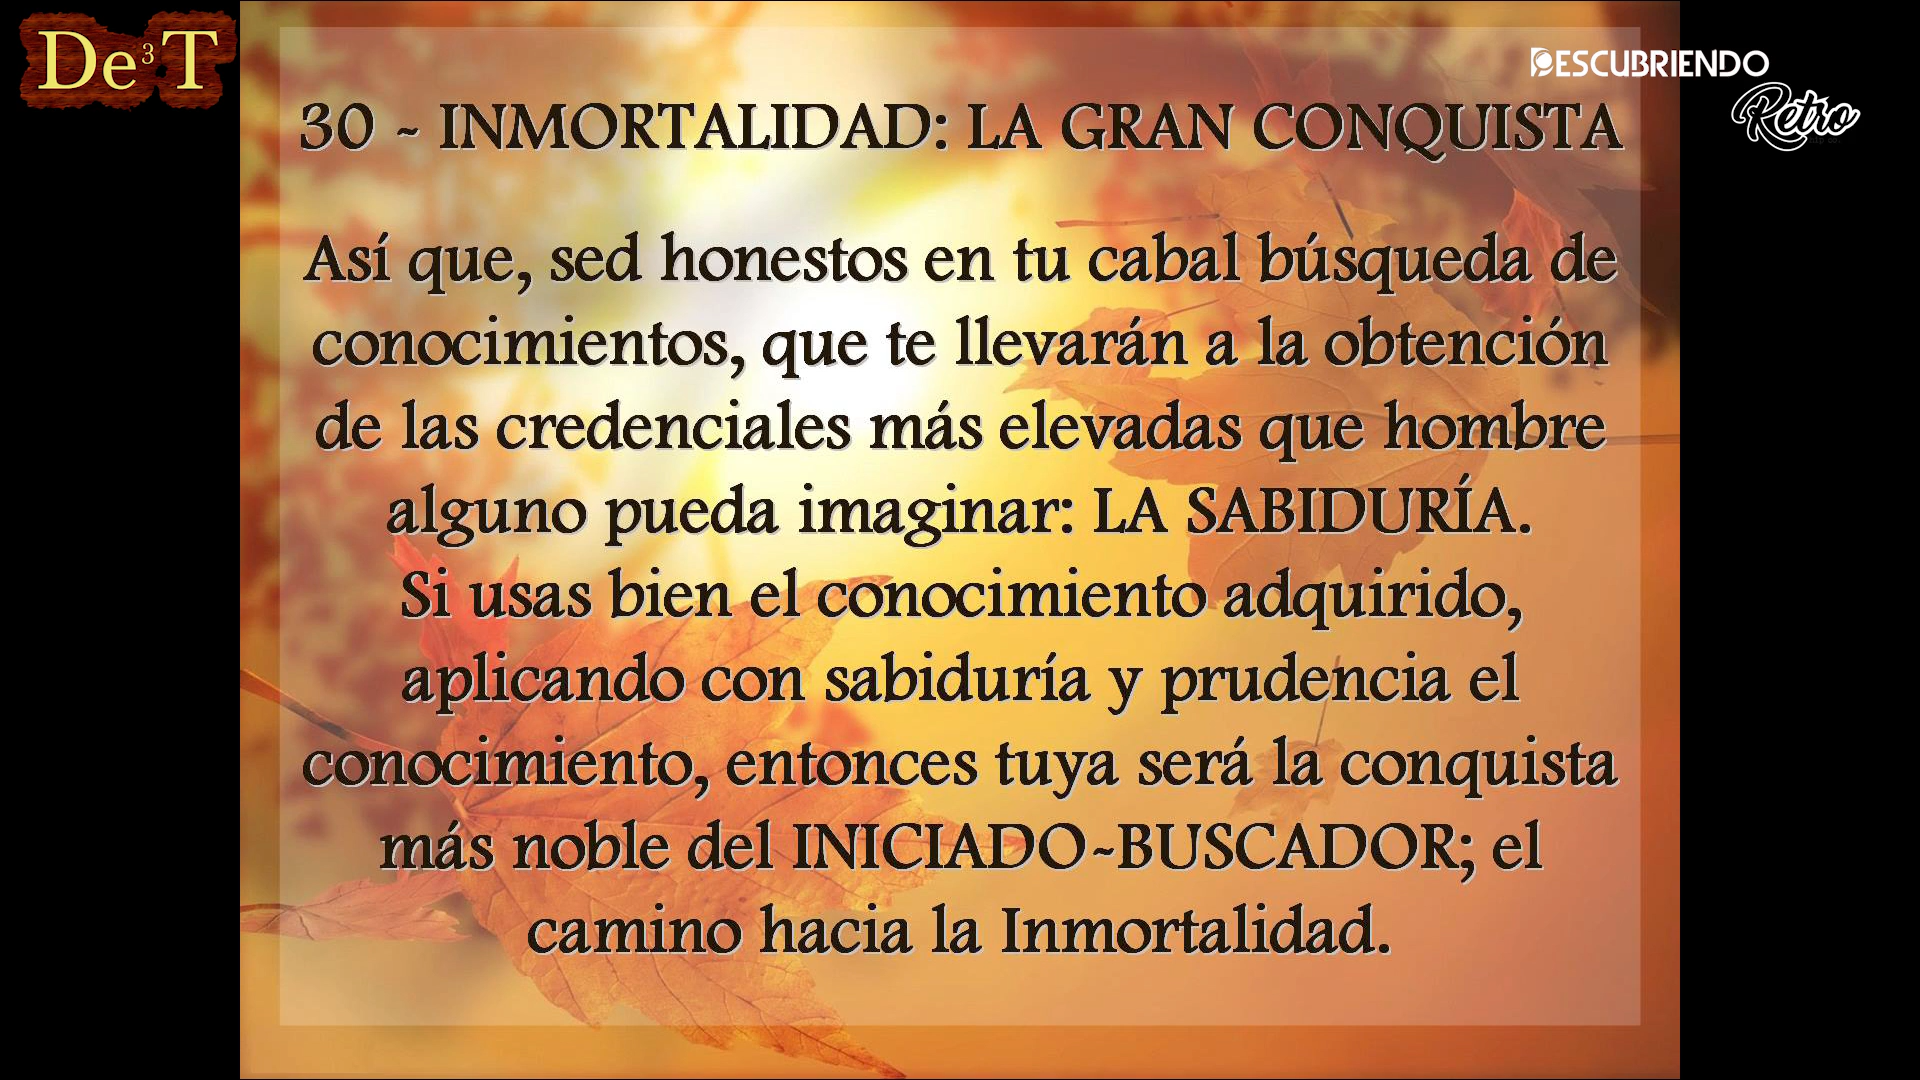 De³T
DESCUBRIENDO
Retro
30 ~ INMORTALIDAD: LA GRAN CONQUISTA
Así que, sed honestos en tu cabal búsqueda de
conocimientos, que te llevarán a la obtención
de las credenciales más elevadas que hombre
alguno pueda imaginar: LA SABIDURÍA.
Si usas bien el conocimiento adquirido,
aplicando con sabiduría y prudencia el
conocimiento, entonces tuya será la conquista
más noble del INICIADO~BUSCADOR; el
camino hacia la Inmortalidad.